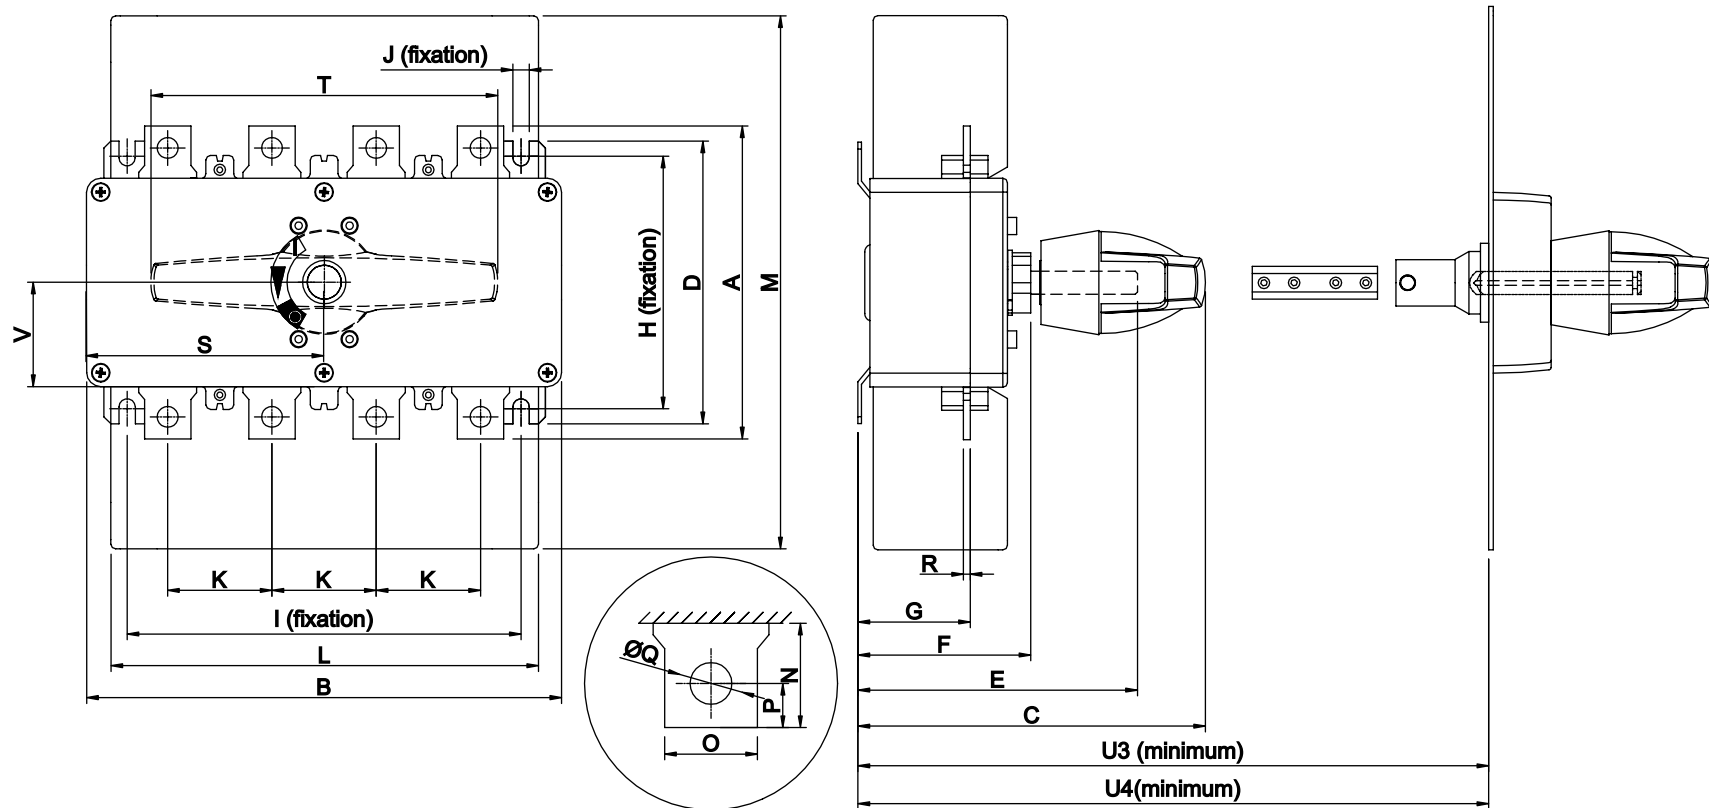 J (fixation)
T
V
S
H (fixation)
D
A
M
K
K
K
I (fixation)
L
B
ØQ
N
P
O
R
G
F
E
C
U3 (minimum)
U4(minimum)